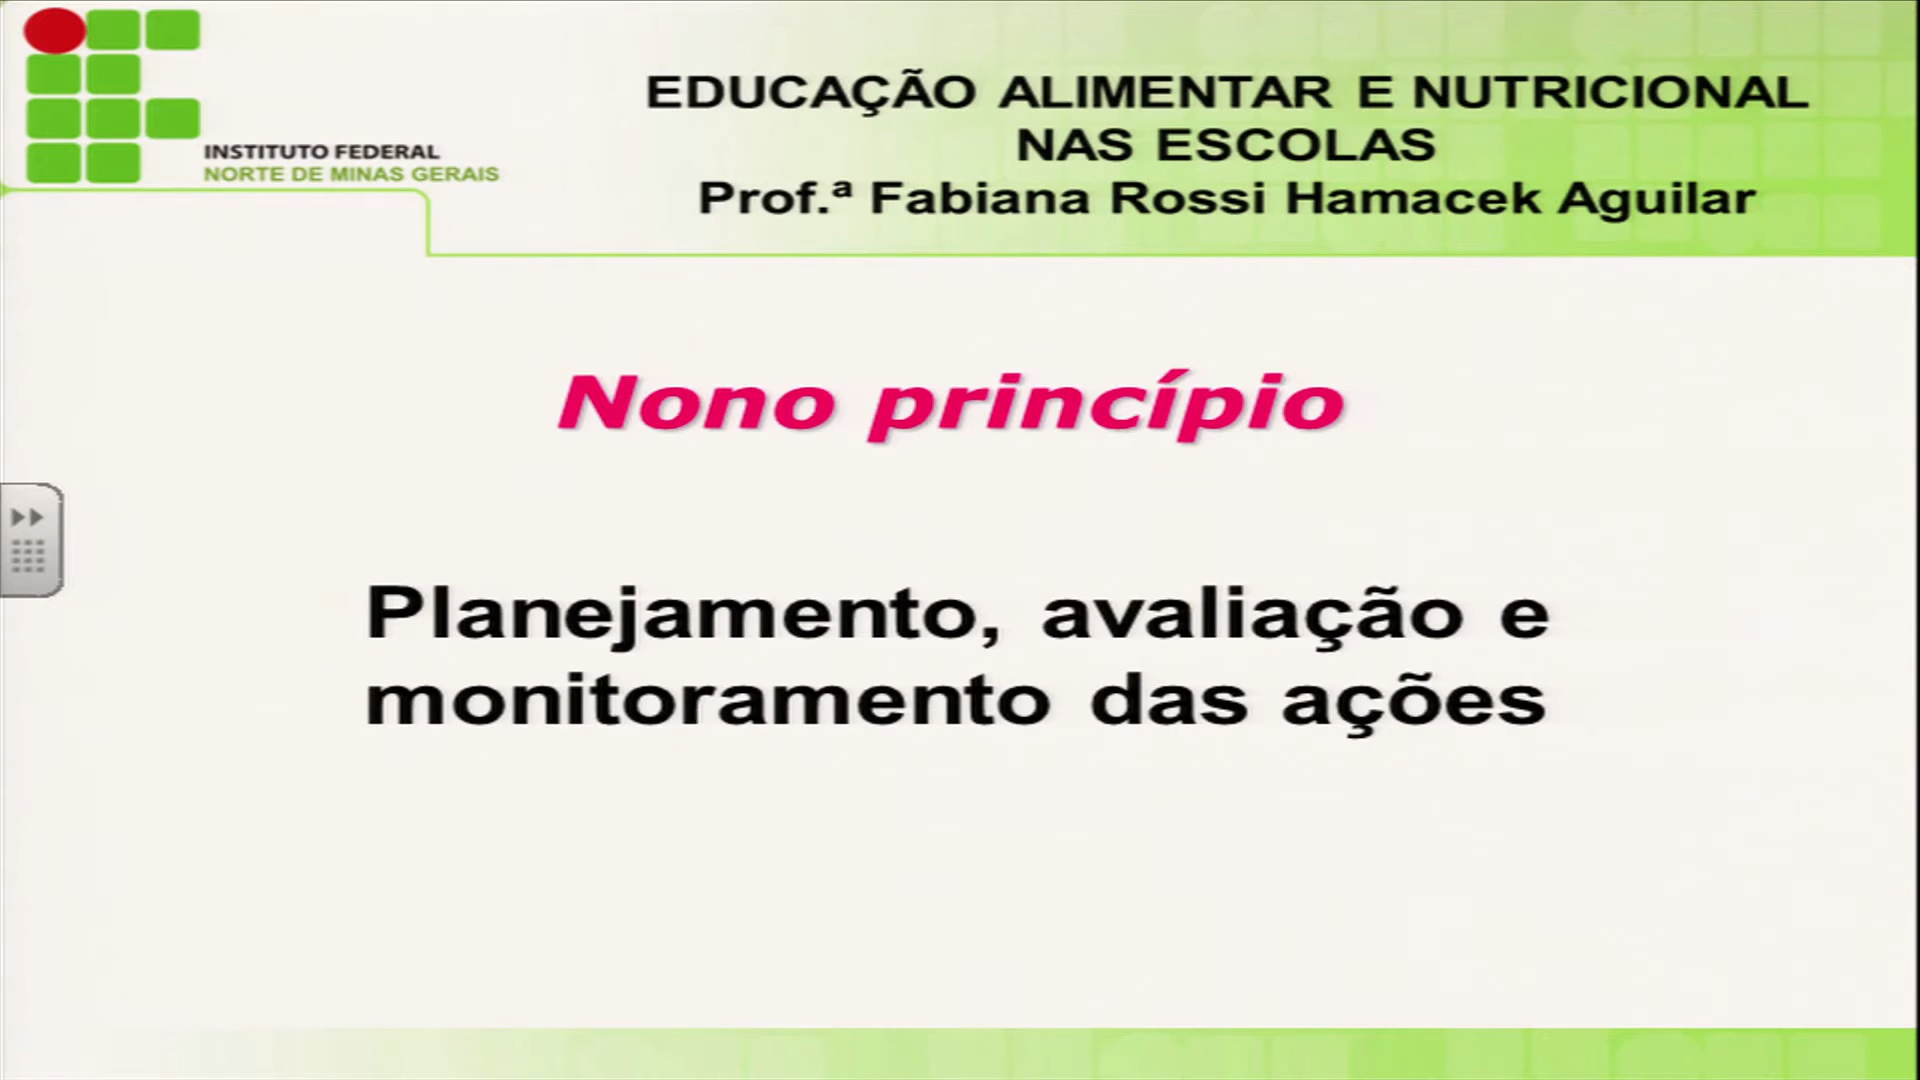 INSTITUTO FEDERAL
NORTE DE MINAS GERAIS
EDUCAÇÃO ALIMENTAR E NUTRICIONAL
NAS ESCOLAS
Prof.ª Fabiana Rossi Hamacek Aguilar
Nono princípio
Planejamento, avaliação e
monitoramento das ações